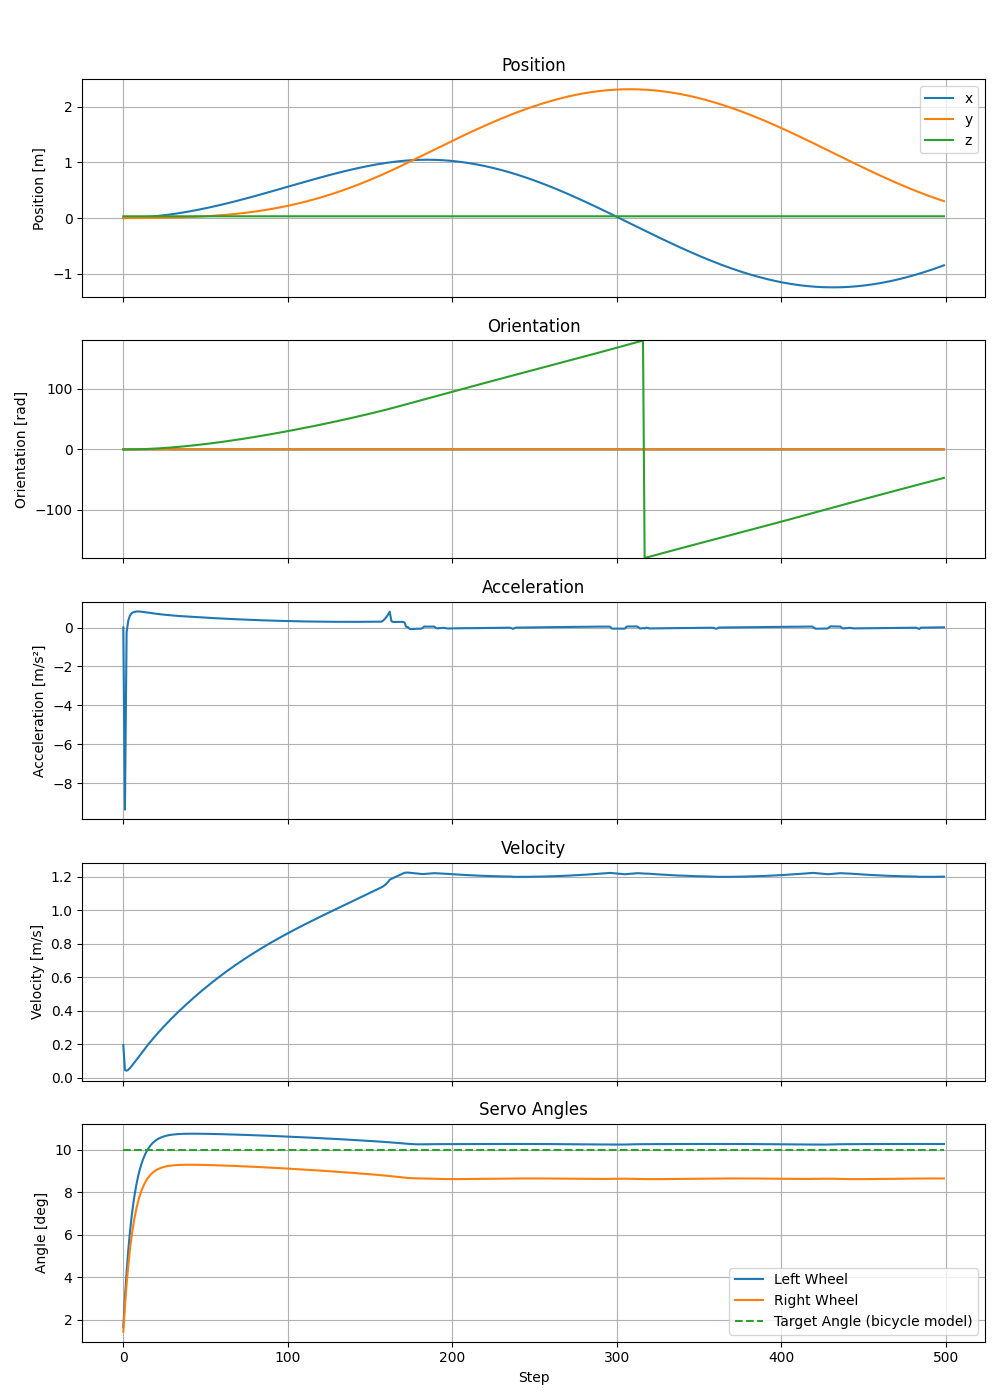 Position
Position [m]
2
1
0
−1
x
y
z
Orientation
Orientation [rad]
100
0
−100
Acceleration
Acceleration [m/s²]
0
−2
−4
−6
−8
Velocity
Velocity [m/s]
1.2
1.0
0.8
0.6
0.4
0.2
0.0
Servo Angles
Angle [deg]
10
8
6
4
2
Left Wheel
Right Wheel
Target Angle (bicycle model)
0 100 200 300 400 500
Step